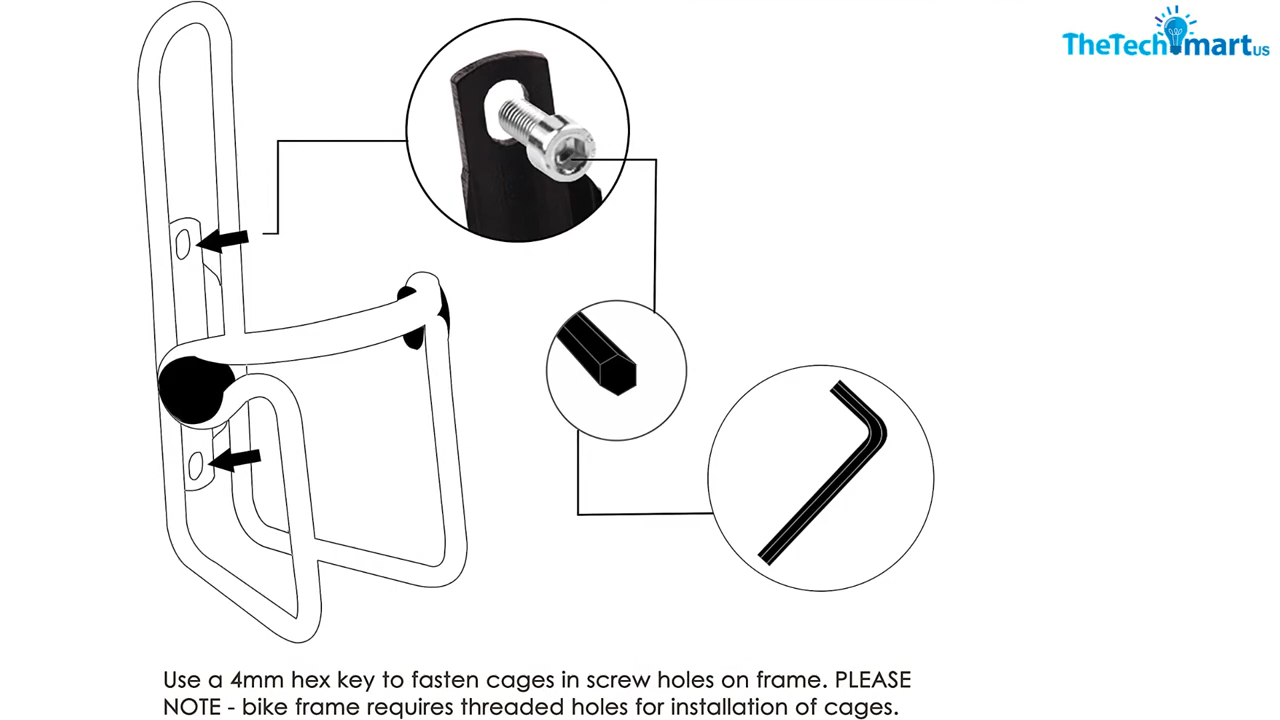 TheTechmartUS
Use a 4mm hex key to fasten cages in screw holes on frame. PLEASE
NOTE - bike frame requires threaded holes for installation of cages.